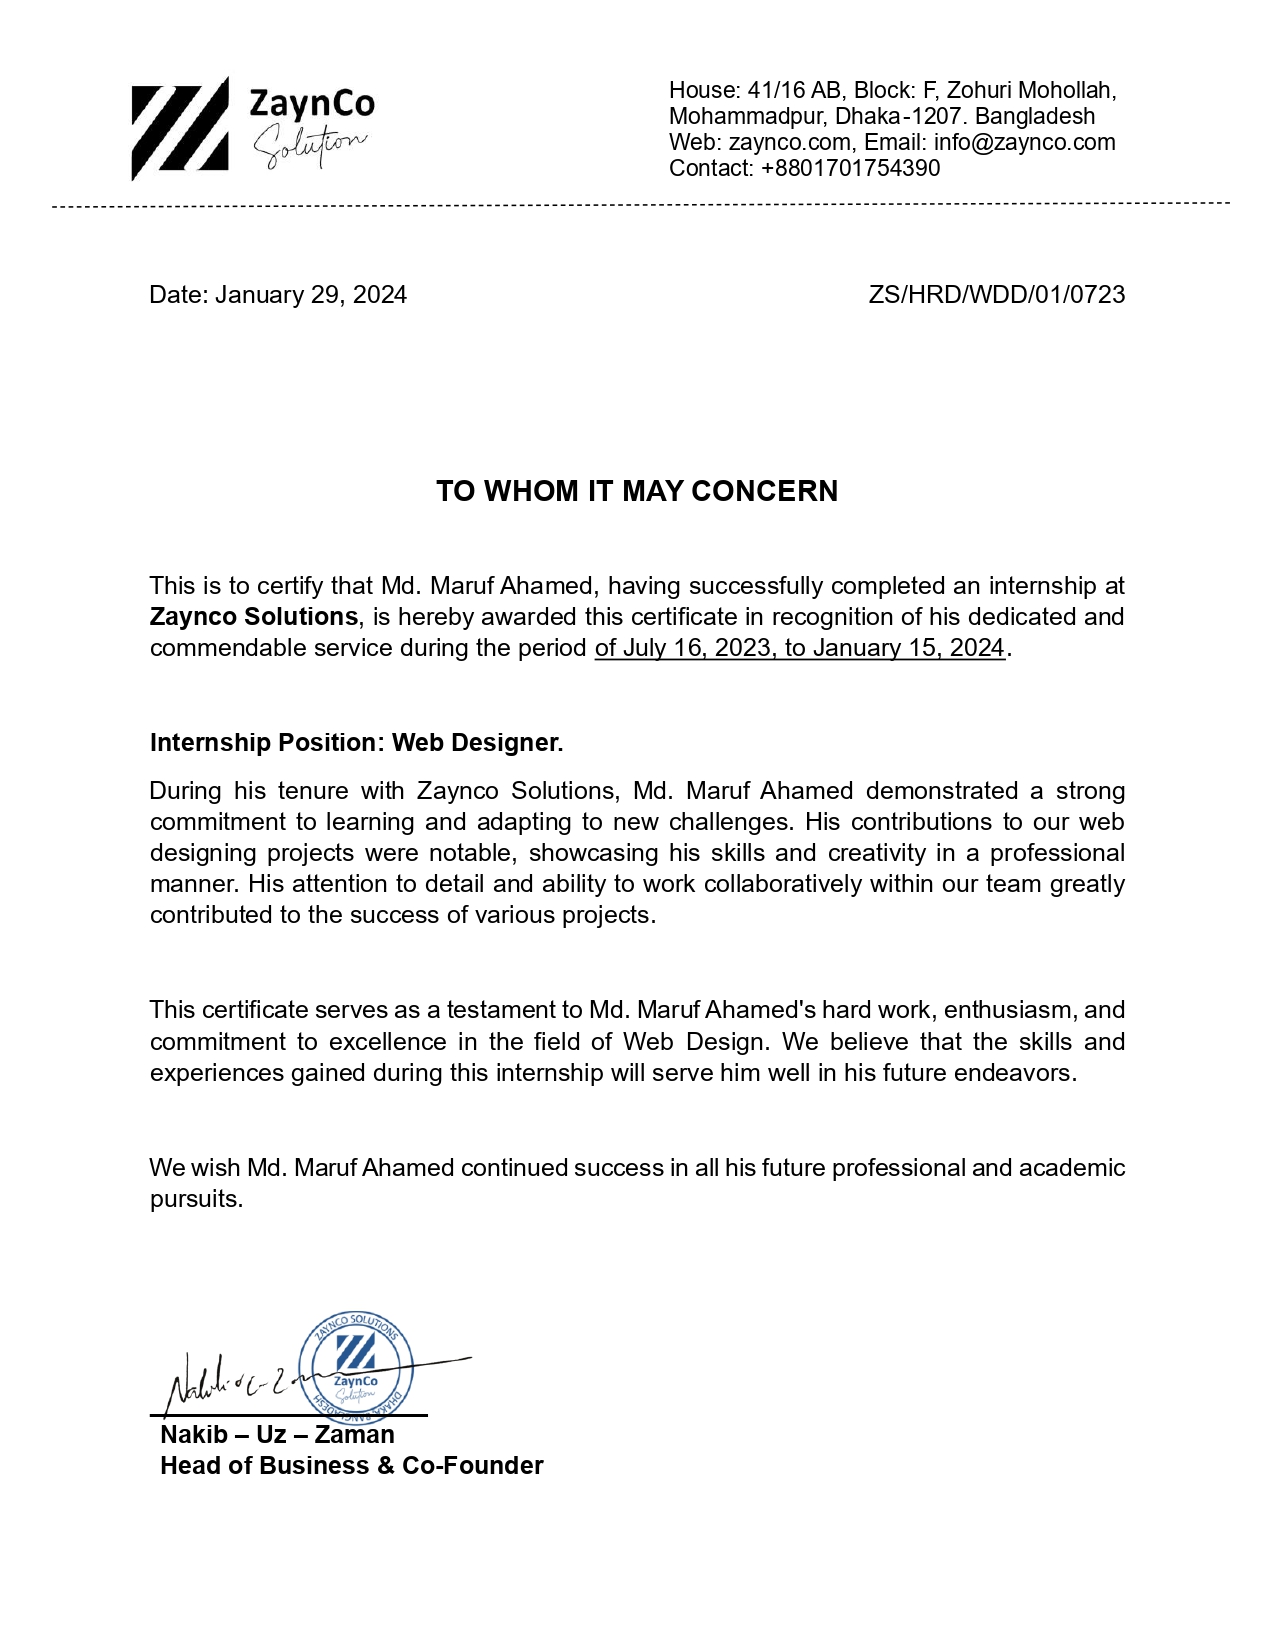 ZaynCo
Solution
House: 41/16 AB, Block: F, Zohuri Mohollah,
Mohammadpur, Dhaka-1207. Bangladesh
Web: zaynco.com, Email: info@zaynco.com
Contact: +8801701754390
Date: January 29, 2024
ZS/HRD/WDD/01/0723
TO WHOM IT MAY CONCERN
This is to certify that Md. Maruf Ahamed, having successfully completed an internship at
Zaynco Solutions, is hereby awarded this certificate in recognition of his dedicated and
commendable service during the period of July 16, 2023, to January 15, 2024.
Internship Position: Web Designer.
During his tenure with Zaynco Solutions, Md. Maruf Ahamed demonstrated a strong
commitment to learning and adapting to new challenges. His contributions to our web
designing projects were notable, showcasing his skills and creativity in a professional
manner. His attention to detail and ability to work collaboratively within our team greatly
contributed to the success of various projects.
This certificate serves as a testament to Md. Maruf Ahamed's hard work, enthusiasm, and
commitment to excellence in the field of Web Design. We believe that the skills and
experiences gained during this internship will serve him well in his future endeavors.
We wish Md. Maruf Ahamed continued success in all his future professional and academic
pursuits.
ZAYNCO SOLUTIONS
ZaynCo
Solution
DHAKA, BANGLADESH
Nakib – Uz – Zaman
Head of Business & Co-Founder